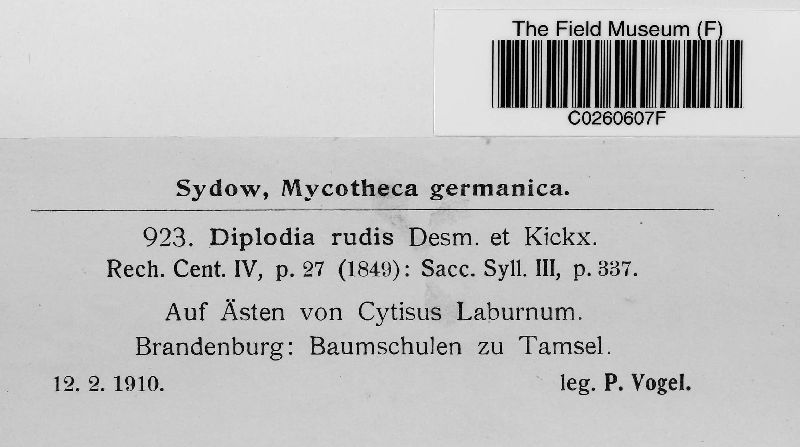 The Field Museum (F)
C0260607F
Sydow, Mycotheca germanica.
923. Diplodia rudis Desm. et Kickx.
Rech. Cent. IV, p. 27 (1849): Sacc. Syll. III, p. 337.
Auf Ästen von Cytisus Laburnum.
Brandenburg: Baumschulen zu Tamsel.
12. 2. 1910. leg. P. Vogel.